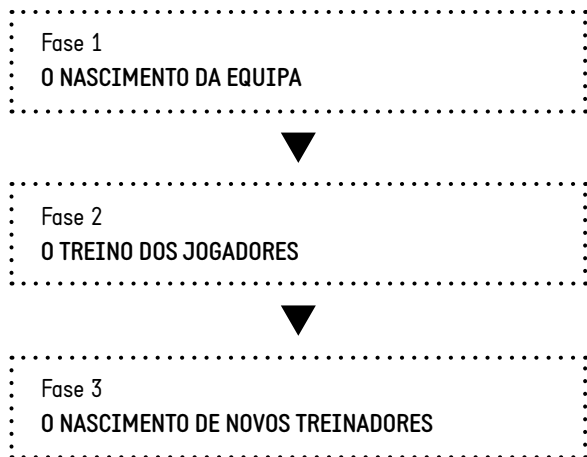 Fase 1
O NASCIMENTO DA EQUIPA
Fase 2
O TREINO DOS JOGADORES
Fase 3
O NASCIMENTO DE NOVOS TREINADORES